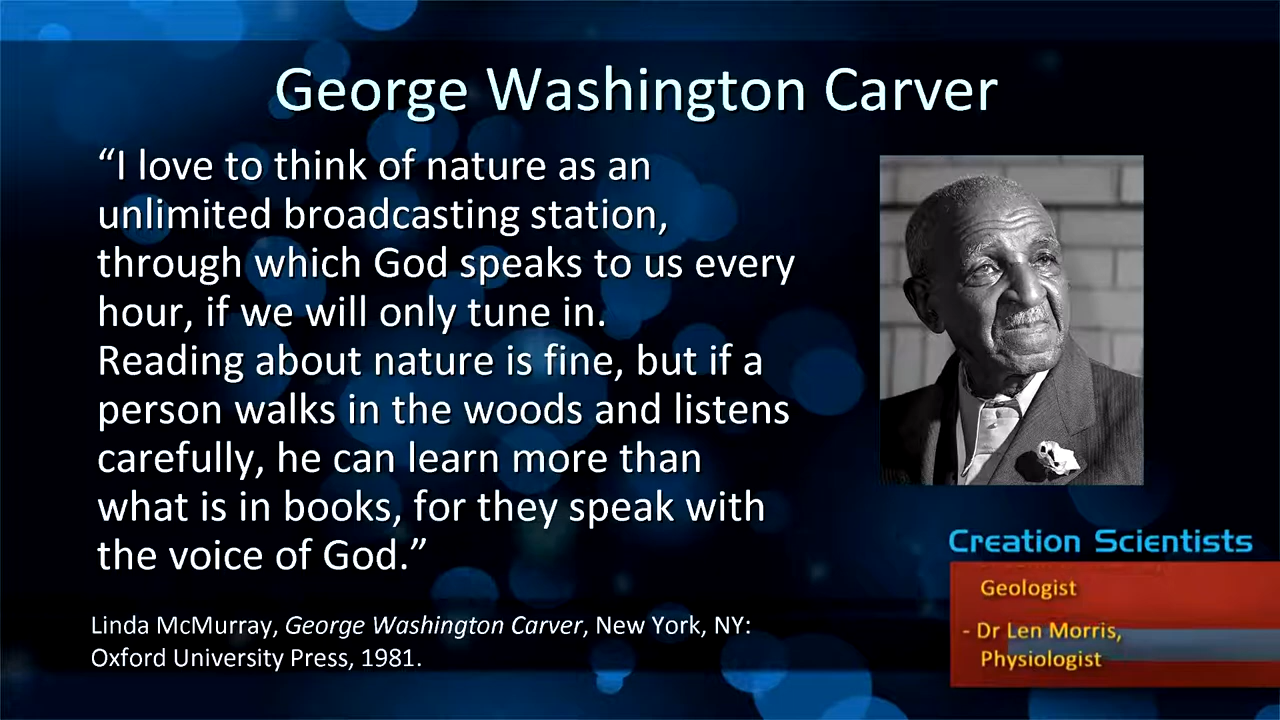 George Washington Carver
“I love to think of nature as an
unlimited broadcasting station,
through which God speaks to us every
hour, if we will only tune in.
Reading about nature is fine, but if a
person walks in the woods and listens
carefully, he can learn more than
what is in books, for they speak with
the voice of God.”
Linda McMurray, George Washington Carver, New York, NY:
Oxford University Press, 1981.
Creation Scientists
Geologist
- Dr Len Morris,
Physiologist